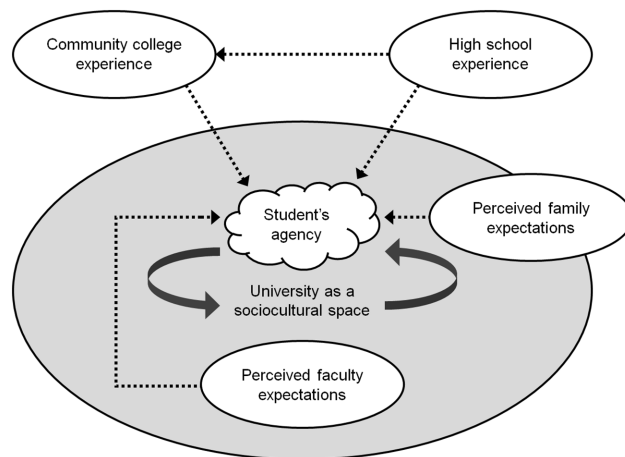 Community college
experience
High school
experience
Student's
agency
Perceived family
expectations
University as a
sociocultural space
Perceived faculty
expectations